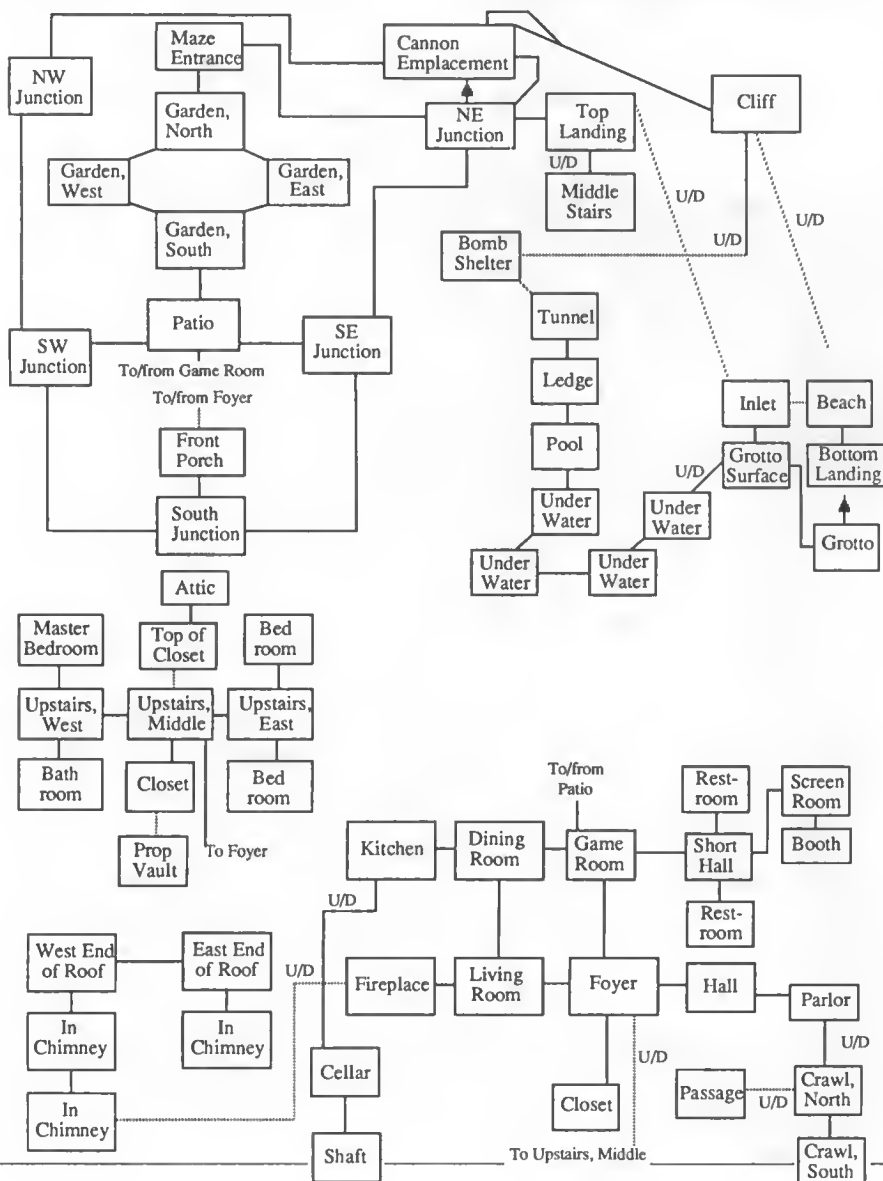 Maze
Entrance
Cannon
Emplacement
NW
Junction
Cliff
Garden,
North
NE
Junction
Top
Landing
U/D
Garden,
West
Garden,
East
Middle
Stairs
U/D
U/D
Garden,
South
Bomb
Shelter
U/D
Patio
Tunnel
SW
Junction
SE
Junction
To/from Game Room
Ledge
To/from Foyer
Inlet
Beach
Front
Porch
Pool
Grotto
Surface
Bottom
Landing
U/D
South
Junction
Under
Water
Under
Water
Grotto
Under
Water
Under
Water
Attic
Master
Bedroom
Top of
Closet
Bed
room
Upstairs,
West
Upstairs,
Middle
Upstairs,
East
Bath
room
Closet
Bed
room
To/from
Patio
Rest-
room
Screen
Room
Prop
Vault
To Foyer
Kitchen
Dining
Room
Game
Room
Short
Hall
Booth
U/D
Rest-
room
West End
of Roof
East End
of Roof
U/D
Fireplace
Living
Room
Foyer
Hall
Parlor
In
Chimney
In
Chimney
U/D
U/D
Cellar
Closet
Passage
U/D
Crawl,
North
In
Chimney
Shaft
To Upstairs, Middle
Crawl,
South